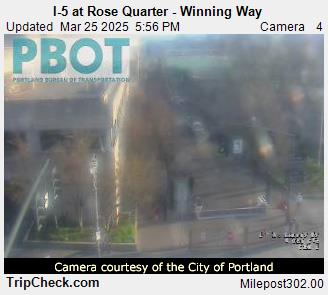 I-5 at Rose Quarter - Winning Way
Updated Mar 25 2025 5:56 PM Camera 4
PBOT
PORTLAND BUREAU OF TRANSPORTATION
Camera courtesy of the City of Portland
TripCheck.com Milepost302.00